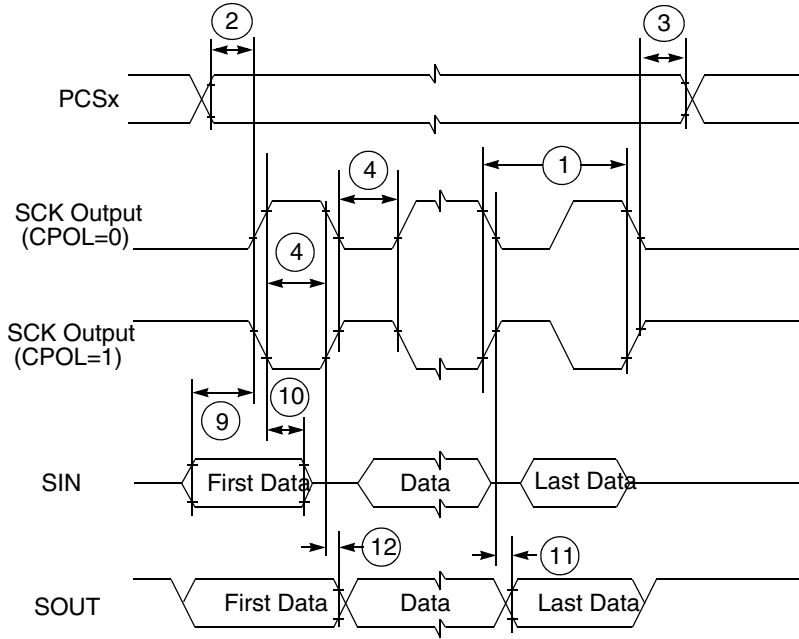 2
3
PCSx
4
1
SCK Output
(CPOL=0)
4
SCK Output
(CPOL=1)
9
10
SIN
First Data
Data
Last Data
12
11
SOUT
First Data
Data
Last Data